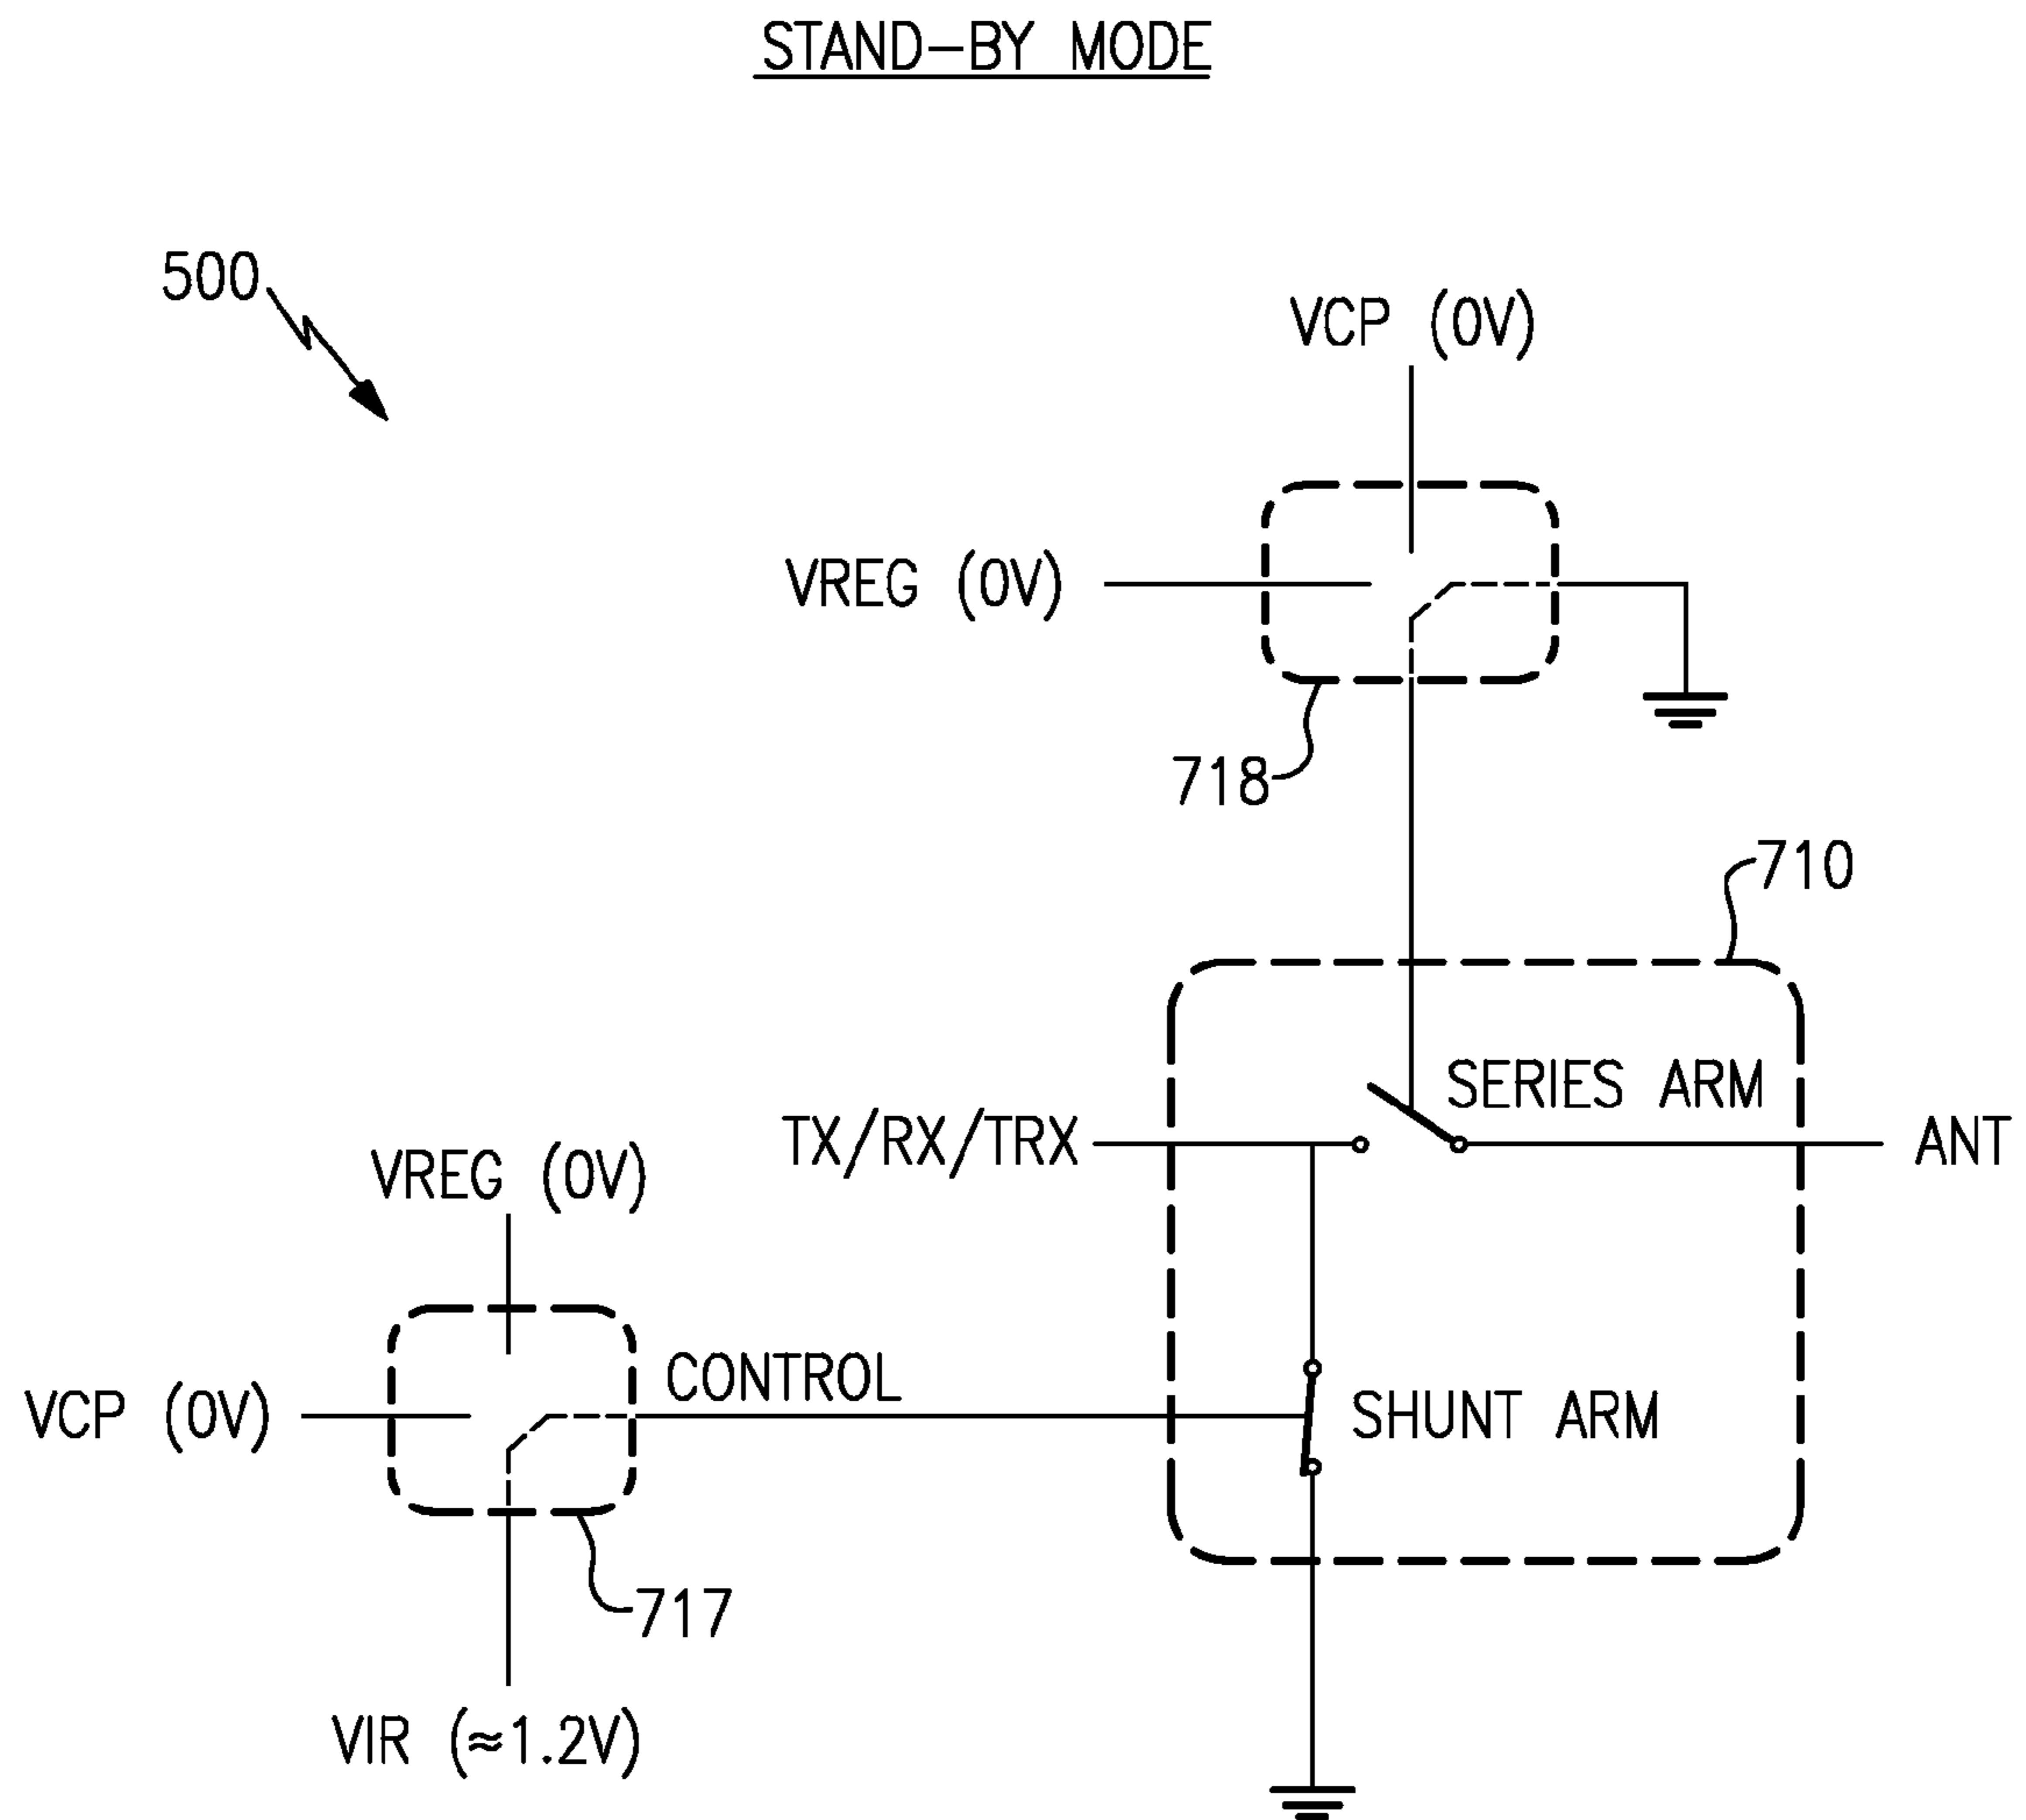 STAND-BY MODE
500
VCP (0V)
VREG (0V)
718
710
SERIES ARM
TX/RX/TRX
ANT
VREG (0V)
CONTROL
VCP (0V)
SHUNT ARM
717
VIR (≈1.2V)